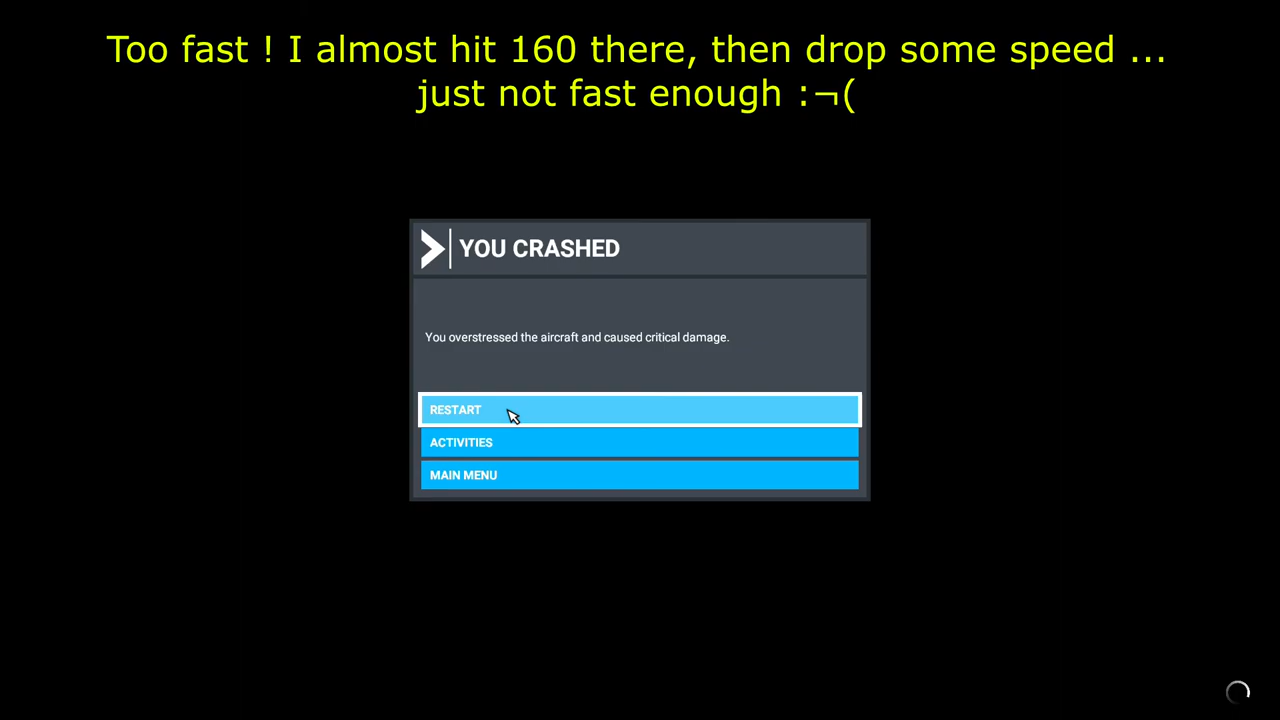 Too fast ! I almost hit 160 there, then drop some speed ...
just not fast enough :¬(
YOU CRASHED
You overstressed the aircraft and caused critical damage.
RESTART
ACTIVITIES
MAIN MENU